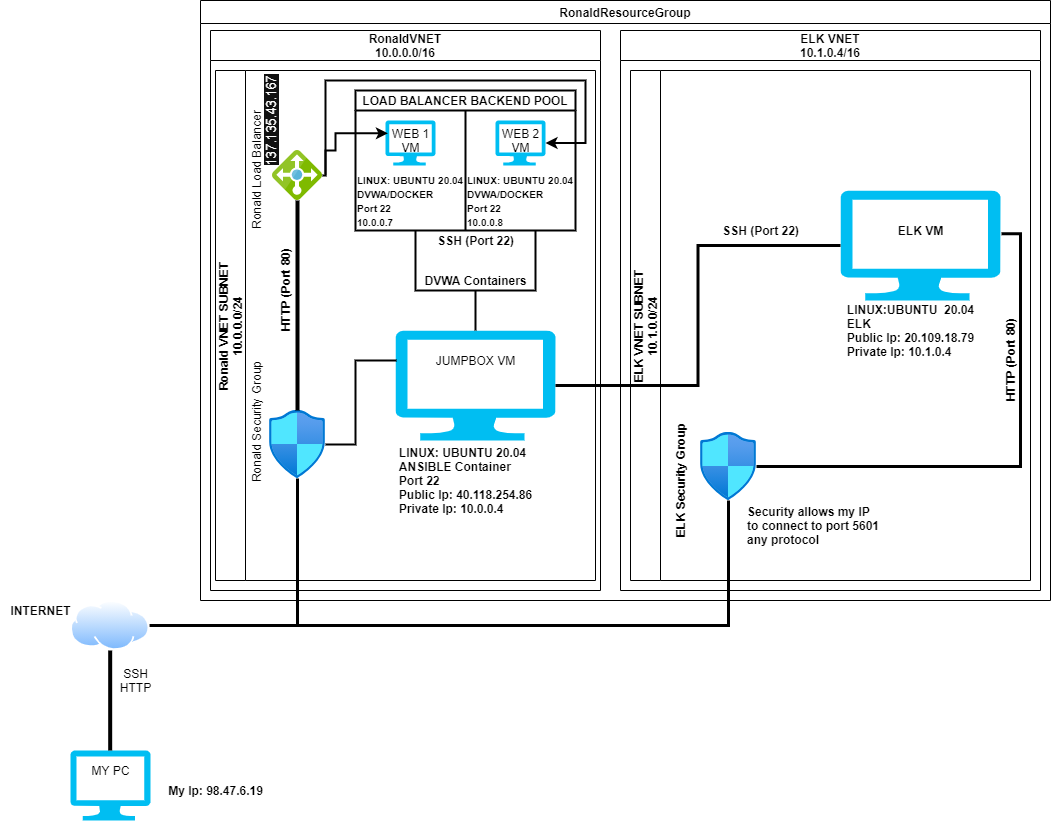 RonaldResourceGroup
RonaldVNET
10.0.0.0/16
ELK VNET
10.1.0.4/16
Ronald VNET SUBNET
10.0.0.0/24
Ronald Load Balancer
137.135.43.167
LOAD BALANCER BACKEND POOL
WEB 1
VM
LINUX: UBUNTU 20.04
DVWA/DOCKER
Port 22
10.0.0.7
WEB 2
VM
LINUX: UBUNTU 20.04
DVWA/DOCKER
Port 22
10.0.0.8
SSH (Port 22)
DVWA Containers
HTTP (Port 80)
Ronald Security Group
JUMPBOX VM
LINUX: UBUNTU 20.04
ANSIBLE Container
Port 22
Public Ip: 40.118.254.86
Private Ip: 10.0.0.4
ELK VNET SUBNET
10.1.0.0/24
SSH (Port 22)
ELK VM
LINUX:UBUNTU 20.04
ELK
Public Ip: 20.109.18.79
Private Ip: 10.1.0.4
HTTP (Port 80)
ELK Security Group
Security allows my IP
to connect to port 5601
any protocol
INTERNET
SSH
HTTP
MY PC
My Ip: 98.47.6.19